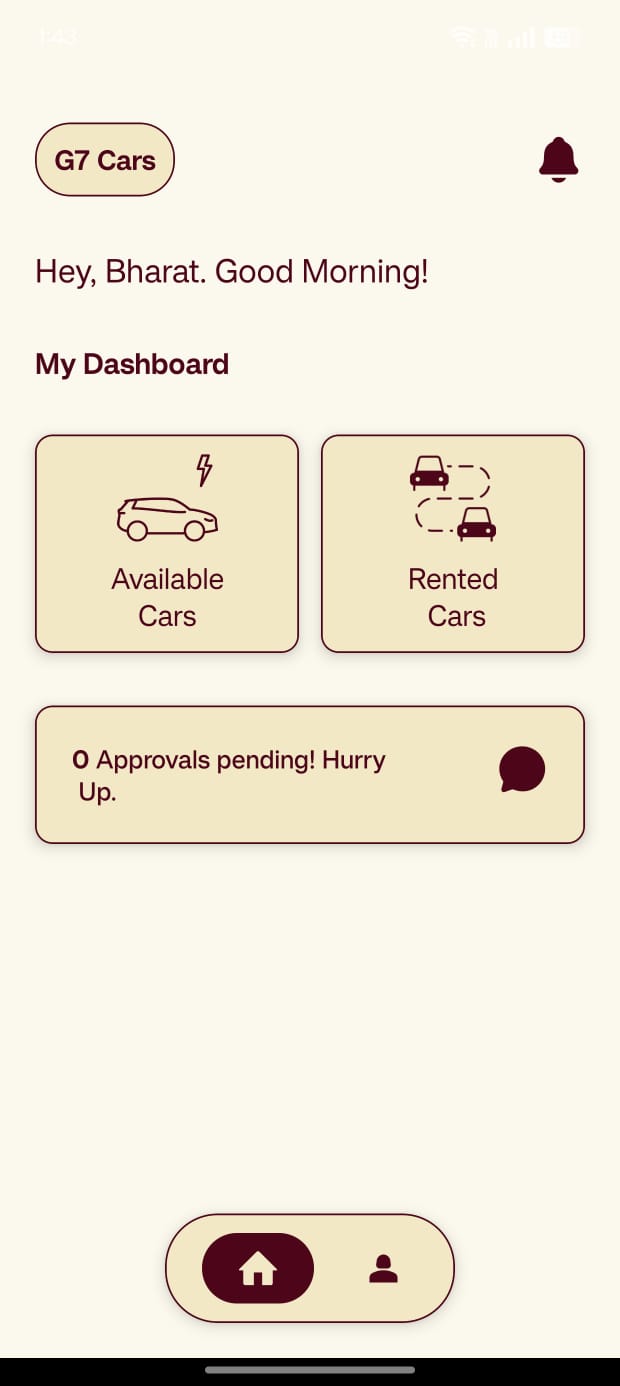 1:43
G7 Cars
Hey, Bharat. Good Morning!
My Dashboard
Available
Cars
Rented
Cars
0 Approvals pending! Hurry
Up.